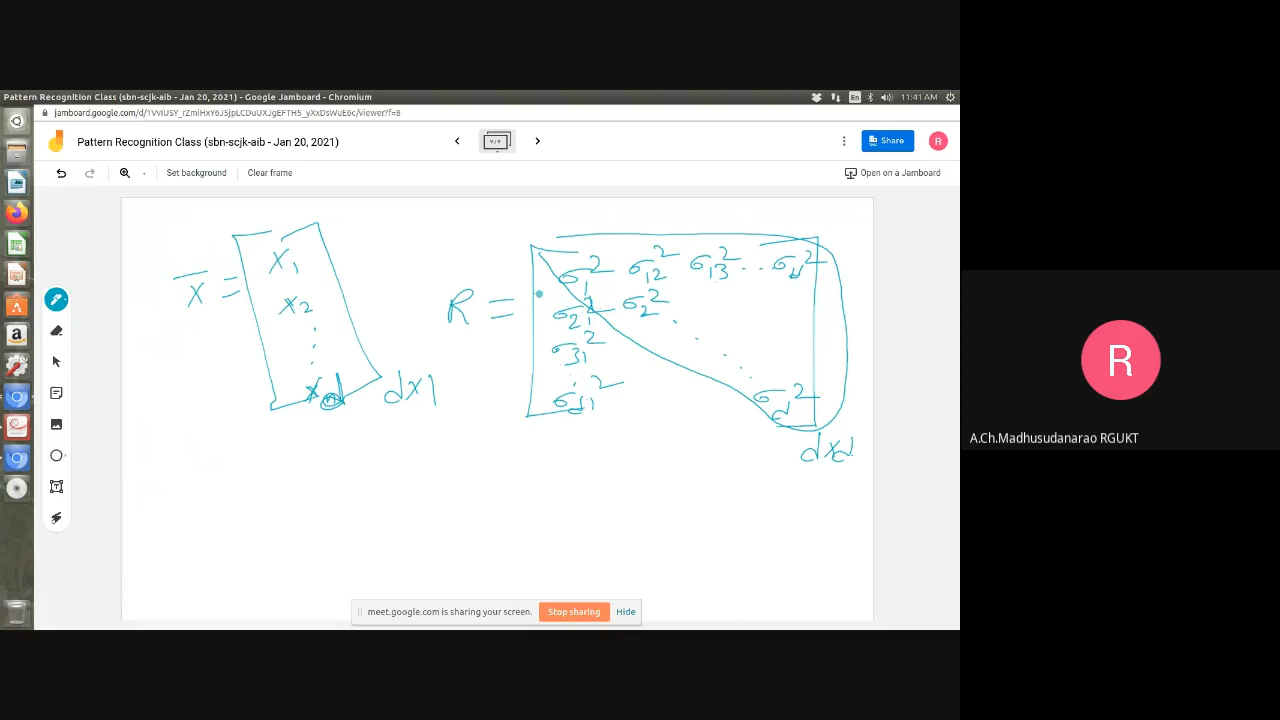 Pattern Recognition Class (sbn-scjk-aib - Jan 20, 2021) - Google Jamboard - Chromium
En
11:41 AM
Pattern Recognition Class (sbn-scjk-aib - Jan 20, 2021)
9 / 9
Share
R
Set background
Clear frame
Open on a Jamboard
x̄ =
x₁
x₂
⋮
x d
dx1
R =
σ₁² σ₁₂² σ₁₃² ..
σ₂₁² σ₂²
σ₃₁²
⋮
σd₁² σd²
dxd
R
A.Ch.Madhusudanarao RGUKT
meet.google.com is sharing your screen.
Stop sharing
Hide